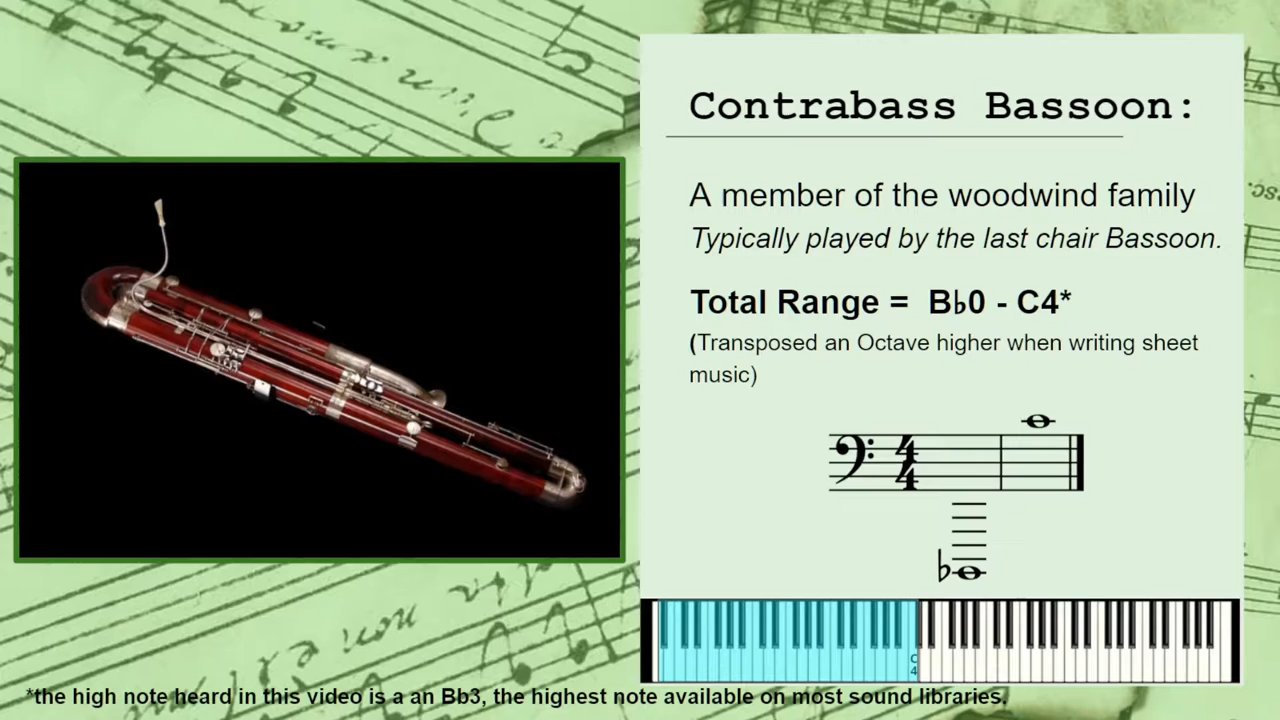 Contrabass Bassoon:
A member of the woodwind family
Typically played by the last chair Bassoon.
Total Range = B♭0 - C4*
(Transposed an Octave higher when writing sheet
music)
C
4
*the high note heard in this video is a an Bb3, the highest note available on most sound libraries.